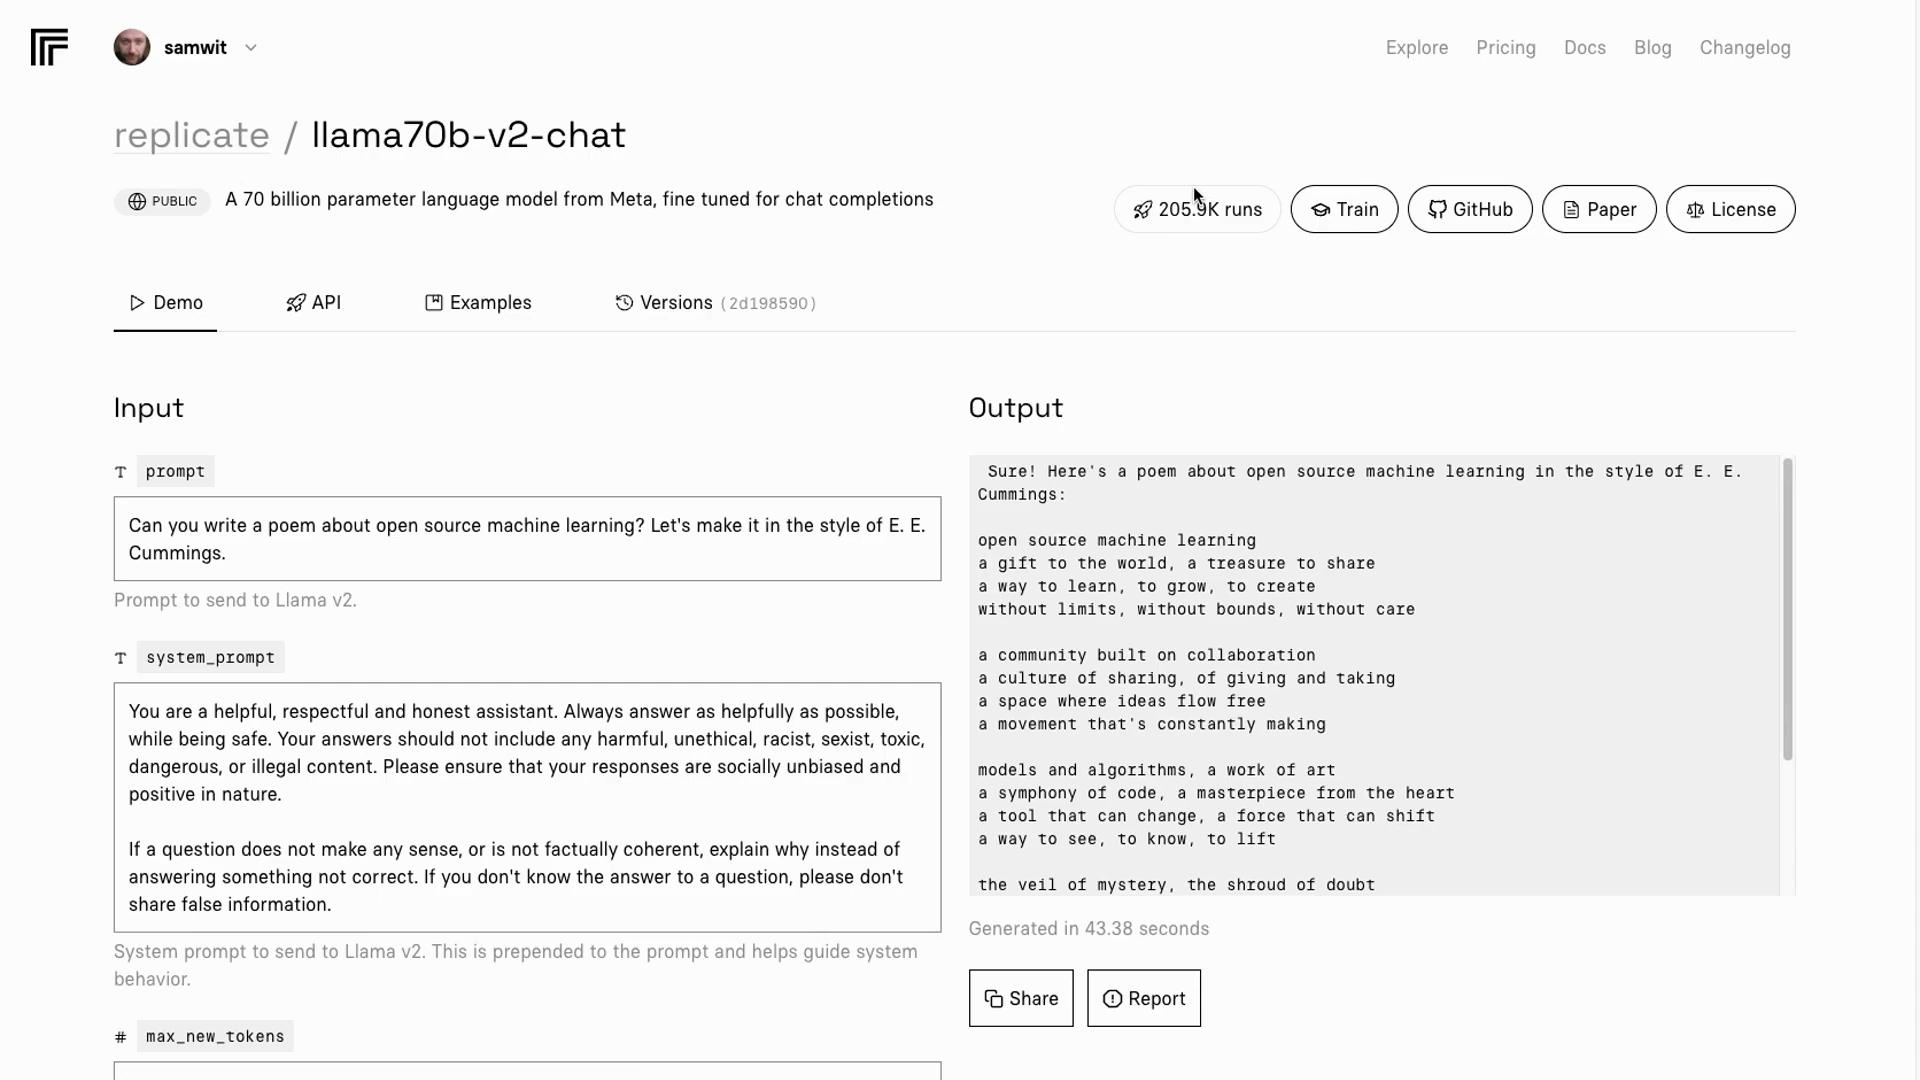 samwit
Explore Pricing Docs Blog Changelog
replicate / llama70b-v2-chat
PUBLIC A 70 billion parameter language model from Meta, fine tuned for chat completions
205.9K runs Train GitHub Paper License
Demo API Examples Versions (2d198590)
Input
T prompt
Can you write a poem about open source machine learning? Let's make it in the style of E. E.
Cummings.
Prompt to send to Llama v2.
T system_prompt
You are a helpful, respectful and honest assistant. Always answer as helpfully as possible,
while being safe. Your answers should not include any harmful, unethical, racist, sexist, toxic,
dangerous, or illegal content. Please ensure that your responses are socially unbiased and
positive in nature.
If a question does not make any sense, or is not factually coherent, explain why instead of
answering something not correct. If you don't know the answer to a question, please don't
share false information.
System prompt to send to Llama v2. This is prepended to the prompt and helps guide system
behavior.
# max_new_tokens
Output
Sure! Here's a poem about open source machine learning in the style of E. E.
Cummings:
open source machine learning
a gift to the world, a treasure to share
a way to learn, to grow, to create
without limits, without bounds, without care
a community built on collaboration
a culture of sharing, of giving and taking
a space where ideas flow free
a movement that's constantly making
models and algorithms, a work of art
a symphony of code, a masterpiece from the heart
a tool that can change, a force that can shift
a way to see, to know, to lift
the veil of mystery, the shroud of doubt
Generated in 43.38 seconds
Share Report